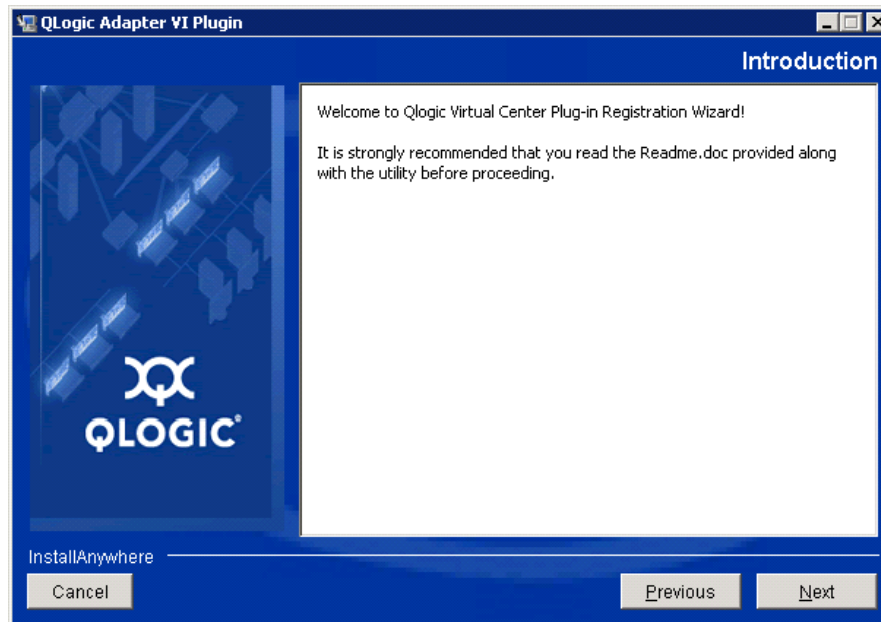 QLogic Adapter VI Plugin
Introduction
Welcome to Qlogic Virtual Center Plug-in Registration Wizard!
It is strongly recommended that you read the Readme.doc provided along
with the utility before proceeding.
QLOGIC
InstallAnywhere
Cancel
Previous
Next